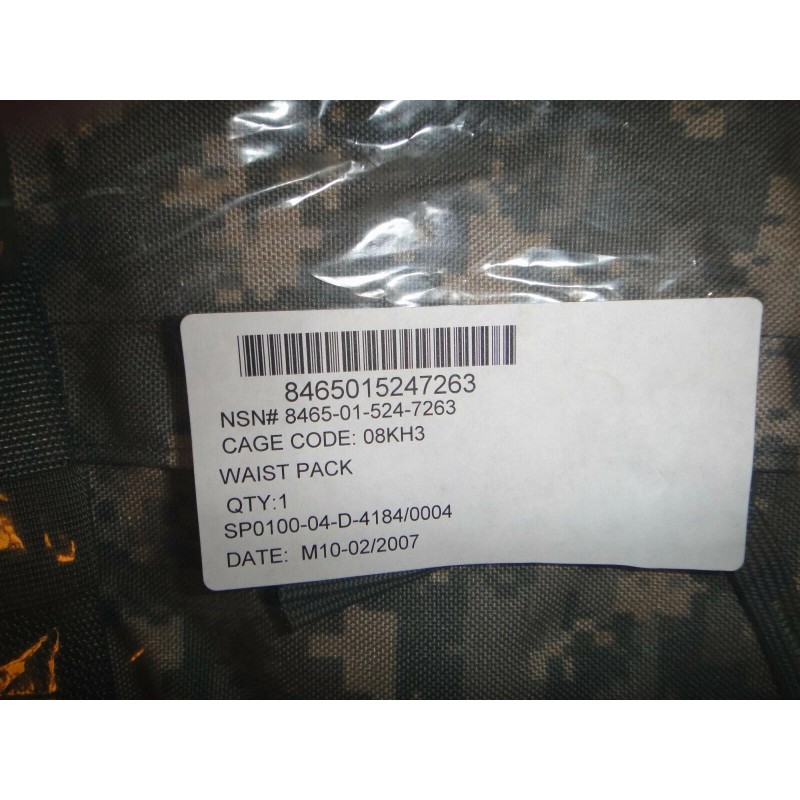 8465015247263
NSN# 8465-01-524-7263
CAGE CODE: 08KH3
WAIST PACK
QTY:1
SP0100-04-D-4184/0004
DATE: M10-02/2007